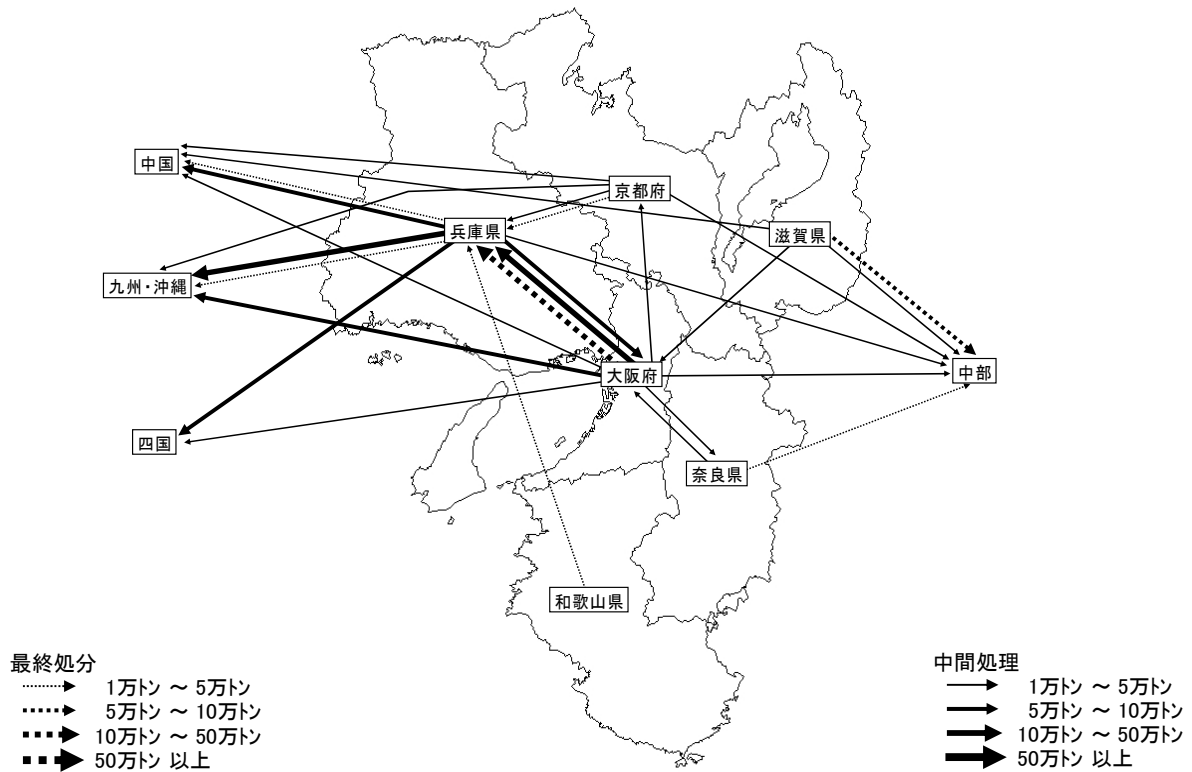 中国
京都府
兵庫県
滋賀県
九州・沖縄
大阪府
中部
四国
奈良県
和歌山県
最終処分
1万トン ～ 5万トン
5万トン ～ 10万トン
10万トン ～ 50万トン
50万トン 以上
中間処理
1万トン ～ 5万トン
5万トン ～ 10万トン
10万トン ～ 50万トン
50万トン 以上